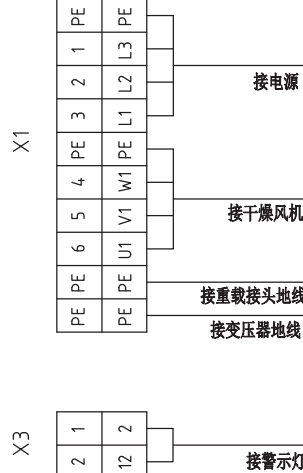 X1
PE PE
1 L3
2 L2
3 L1
接电源
PE PE
4 W1
5 V1
6 U1
接干燥风机
PE PE
接重载接头地线
PE PE
接变压器地线
X3
1 2
2 12
接警示灯